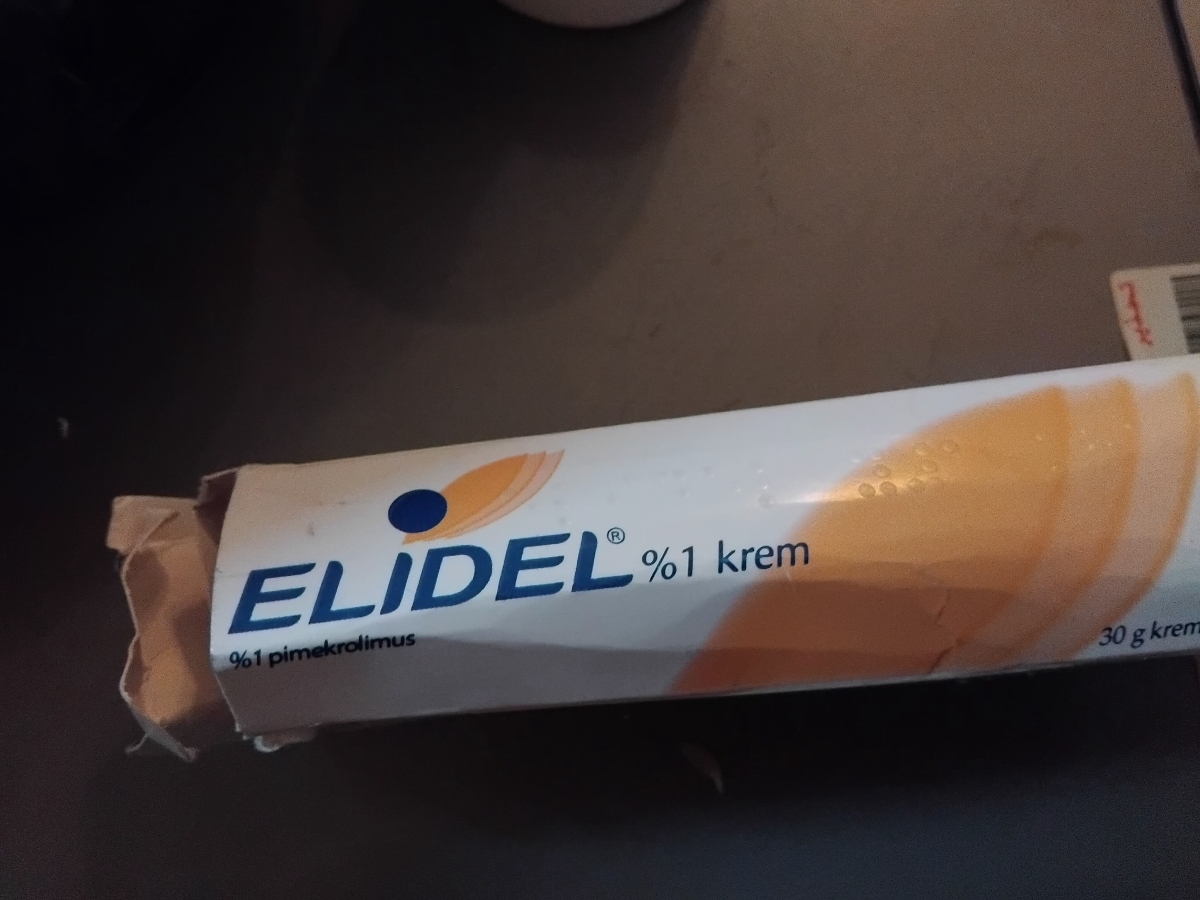 ELIDEL® %1 krem
%1 pimekrolimus
30 g krem